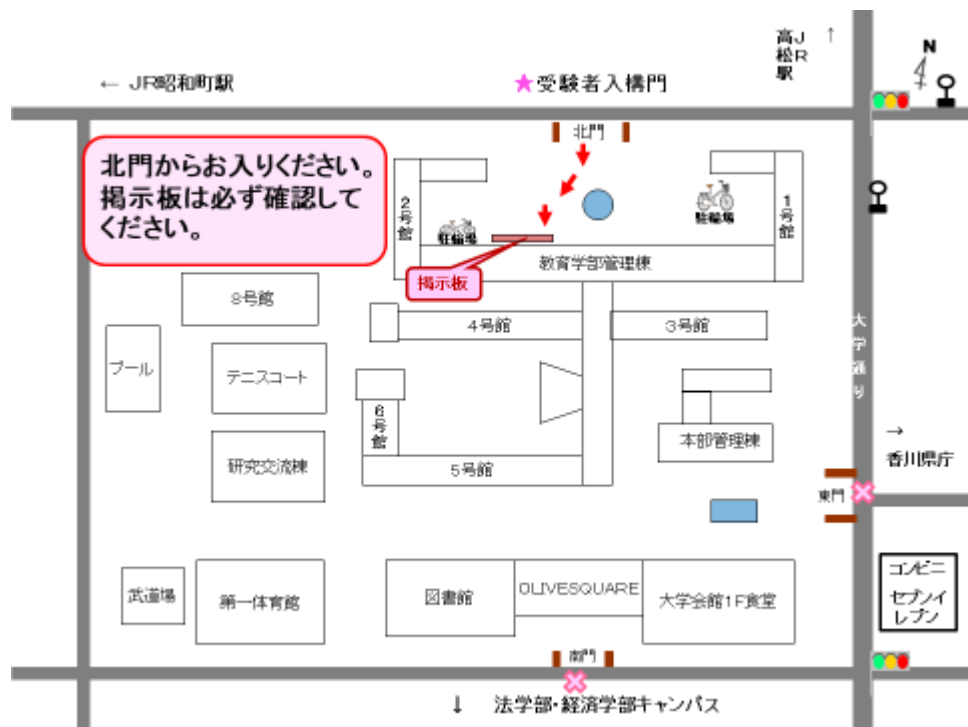 JR
高松駅
↑
N
← JR昭和町駅
★受験者入構門
北門
北門からお入りください。
掲示板は必ず確認して
ください。
2号館
駐輪場
駐輪場
1号館
教育学部管理棟
掲示板
8号館
4号館
3号館
大学通り
プール
テニスコート
6号館
本部管理棟
→
香川県庁
研究交流棟
5号館
東門
武道場
第一体育館
図書館
OLIVESQUARE
大学会館1F食堂
コンビニ
セブンイ
レブン
南門
↓ 法学部・経済学部キャンパス